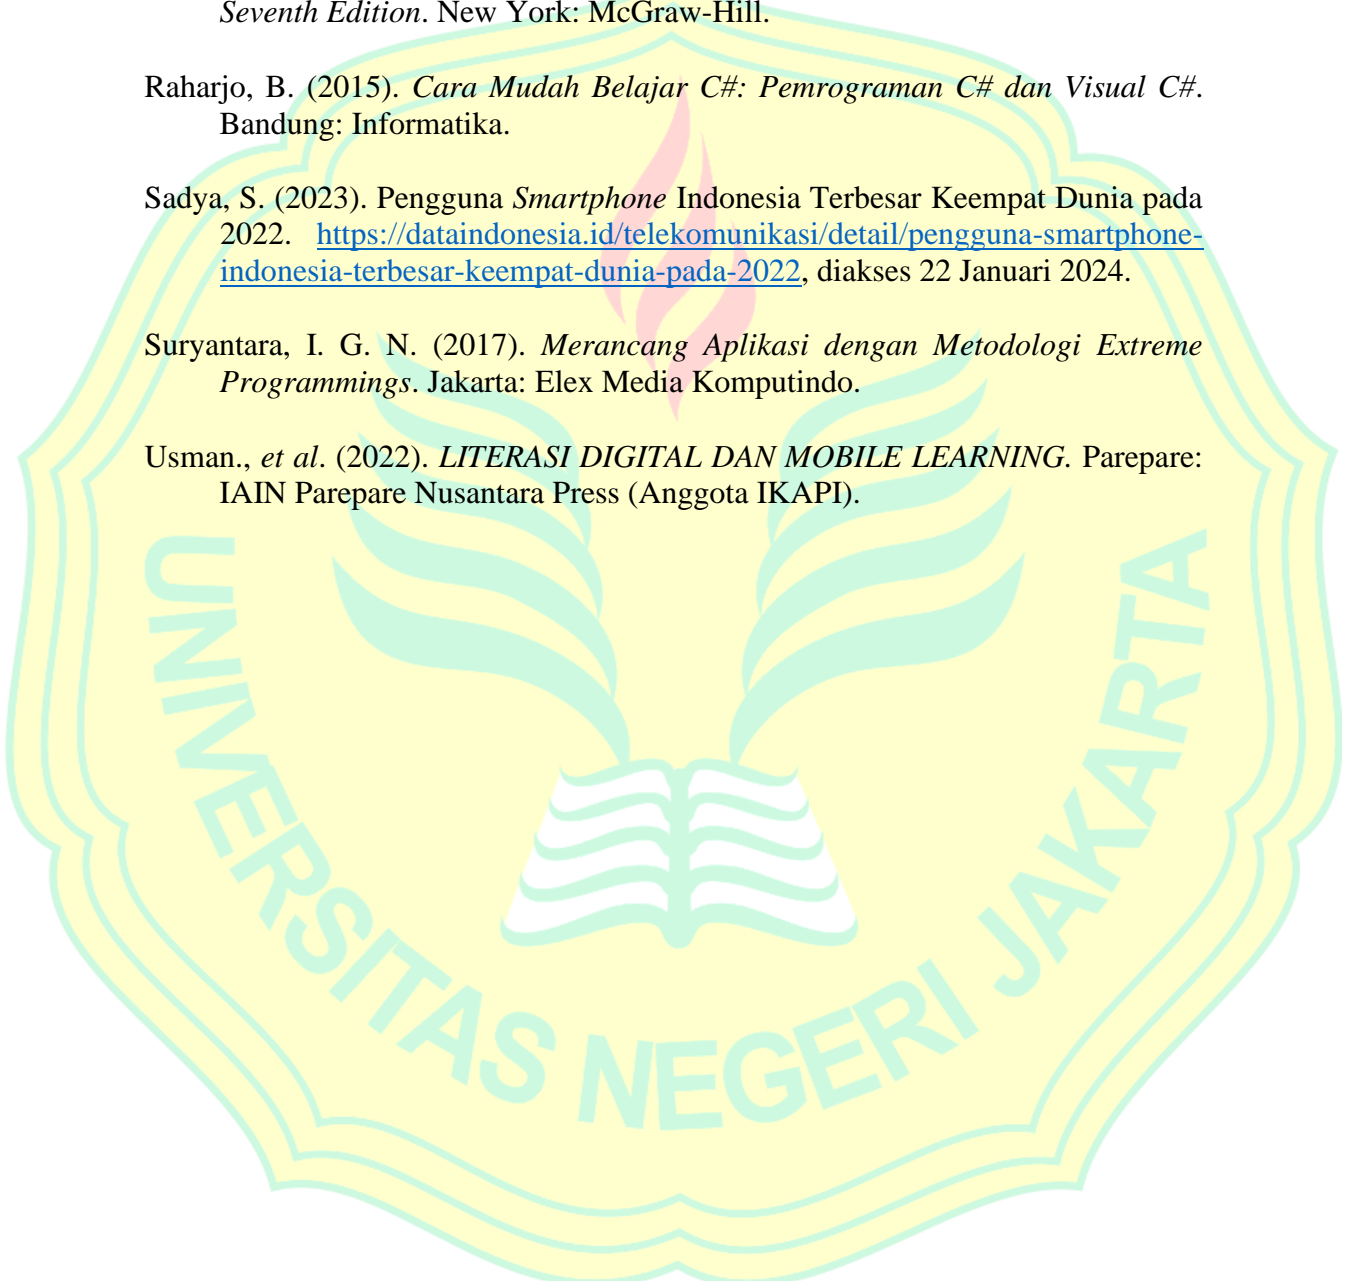 Seventh Edition. New York: McGraw-Hill.
Raharjo, B. (2015). Cara Mudah Belajar C#: Pemrograman C# dan Visual C#.
Bandung: Informatika.
Sadya, S. (2023). Pengguna Smartphone Indonesia Terbesar Keempat Dunia pada
2022. https://dataindonesia.id/telekomunikasi/detail/pengguna-smartphone-
indonesia-terbesar-keempat-dunia-pada-2022, diakses 22 Januari 2024.
Suryantara, I. G. N. (2017). Merancang Aplikasi dengan Metodologi Extreme
Programmings. Jakarta: Elex Media Komputindo.
Usman., et al. (2022). LITERASI DIGITAL DAN MOBILE LEARNING. Parepare:
IAIN Parepare Nusantara Press (Anggota IKAPI).
UNIVERSITAS NEGERI JAKARTA